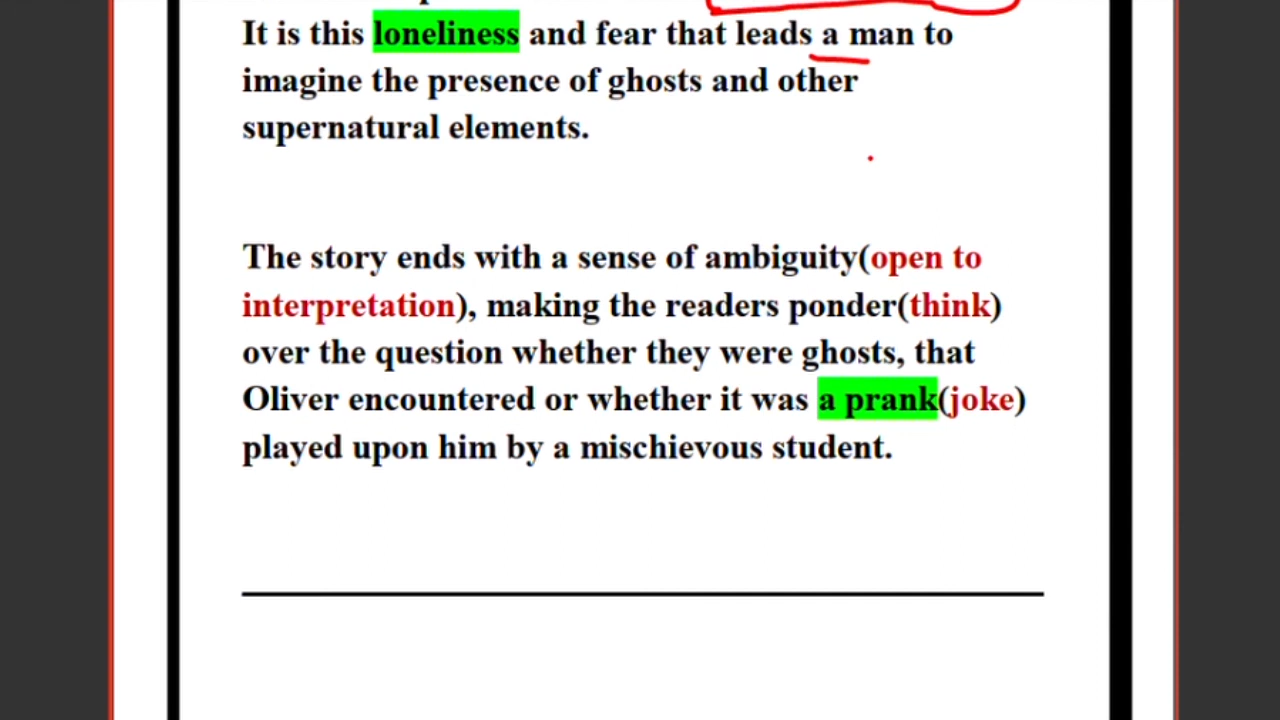 It is this loneliness and fear that leads a man to
imagine the presence of ghosts and other
supernatural elements.
The story ends with a sense of ambiguity(open to
interpretation), making the readers ponder(think)
over the question whether they were ghosts, that
Oliver encountered or whether it was a prank(joke)
played upon him by a mischievous student.